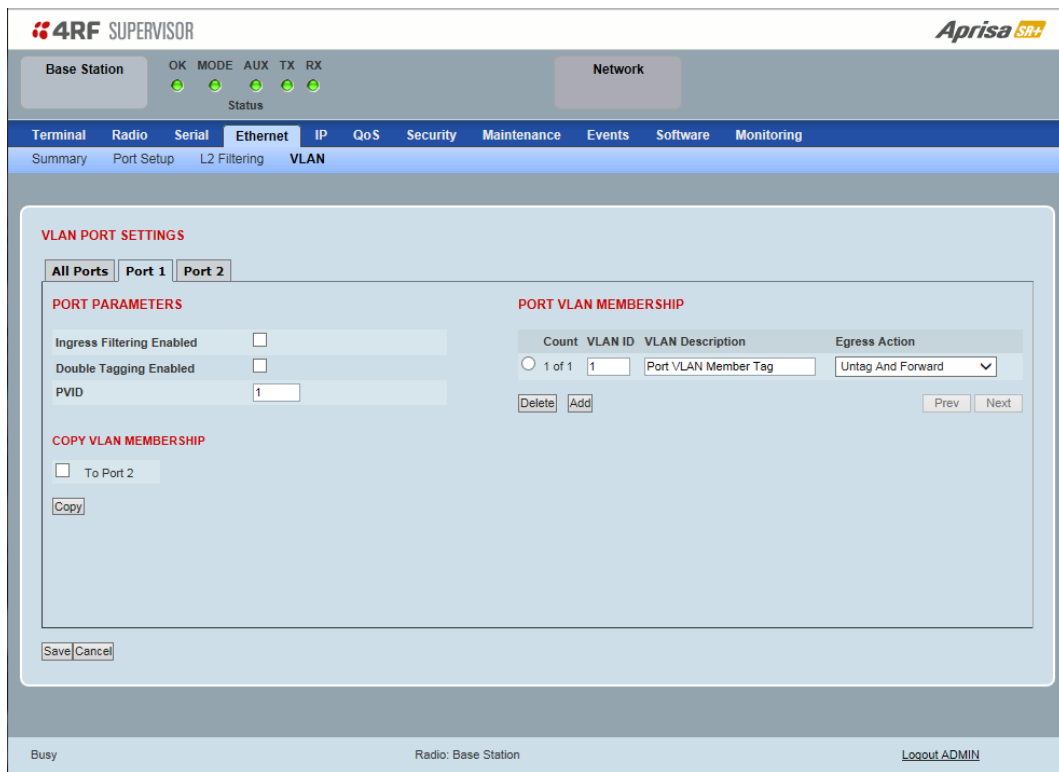 4RF SUPERVISOR
Aprisa SR+
Base Station
OK MODE AUX TX RX
Status
Network
Terminal Radio Serial Ethernet IP QoS Security Maintenance Events Software Monitoring
Summary Port Setup L2 Filtering VLAN
VLAN PORT SETTINGS
All Ports Port 1 Port 2
PORT PARAMETERS
Ingress Filtering Enabled
Double Tagging Enabled
PVID 1
COPY VLAN MEMBERSHIP
To Port 2
Copy
PORT VLAN MEMBERSHIP
Count VLAN ID VLAN Description Egress Action
1 of 1 1 Port VLAN Member Tag Untag And Forward
Delete Add Prev Next
Save Cancel
Busy Radio: Base Station Logout ADMIN